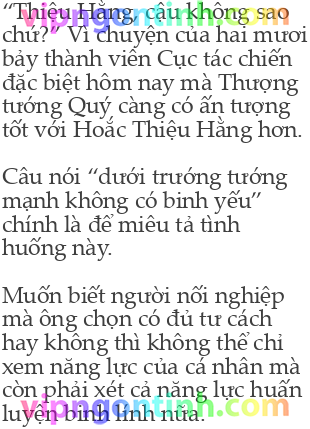 “Thiệu Hằng, cậu không sao
chứ?” Vì chuyện của hai mươi
bảy thành viên Cục tác chiến
đặc biệt hôm nay mà Thượng
tướng Quý càng có ấn tượng
tốt với Hoắc Thiệu Hằng hơn.
Câu nói “dưới trướng tướng
mạnh không có binh yếu”
chính là để miêu tả tình
huống này.
Muốn biết người nối nghiệp
mà ông chọn có đủ tư cách
hay không thì không thể chỉ
xem năng lực của cá nhân mà
còn phải xét cả năng lực huấn
luyện binh lính nữa.
vipngontinh.com
vipngontinh.com